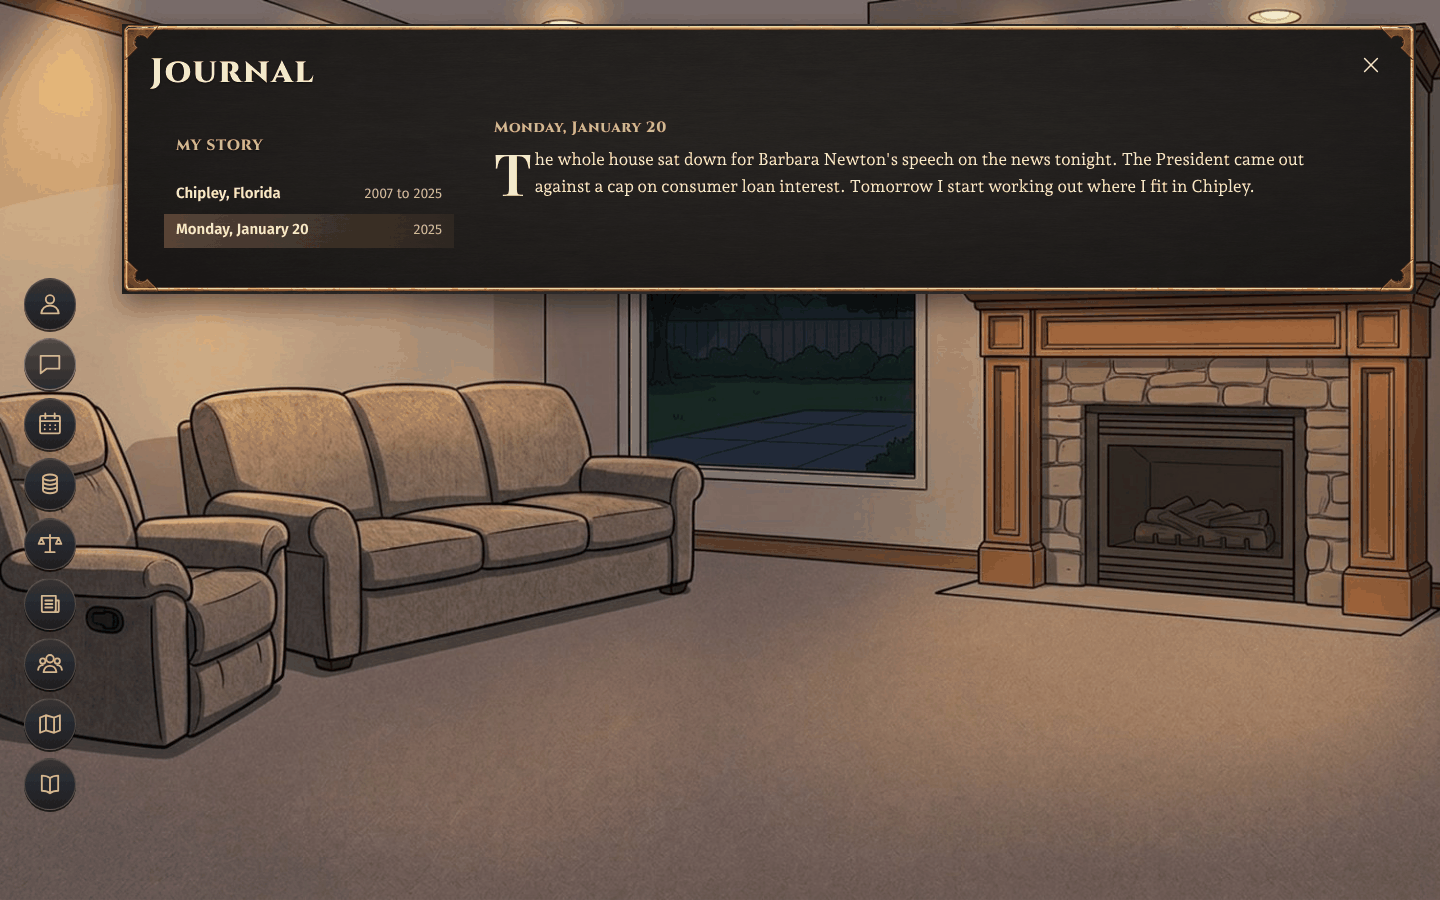 Journal
MY STORY
Chipley, Florida 2007 to 2025
Monday, January 20 2025
Monday, January 20
The whole house sat down for Barbara Newton's speech on the news tonight. The President came out
against a cap on consumer loan interest. Tomorrow I start working out where I fit in Chipley.